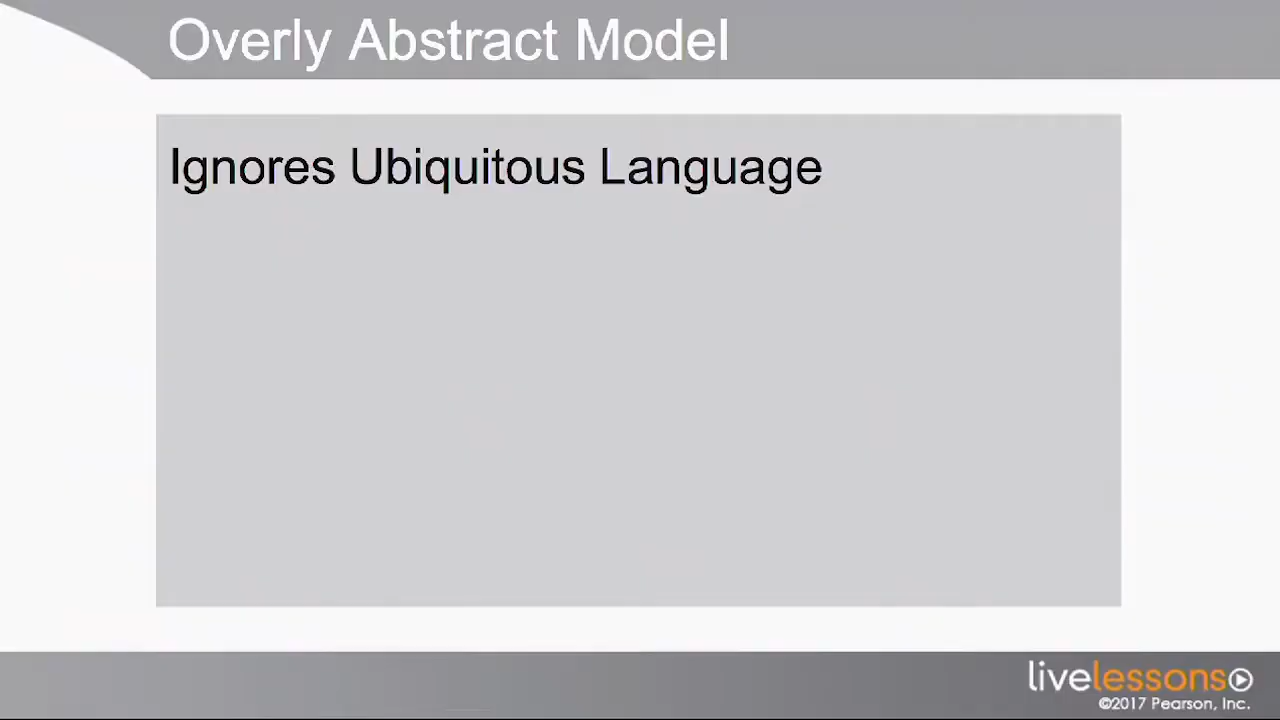 Overly Abstract Model
Ignores Ubiquitous Language
livelessons
©2017 Pearson, Inc.